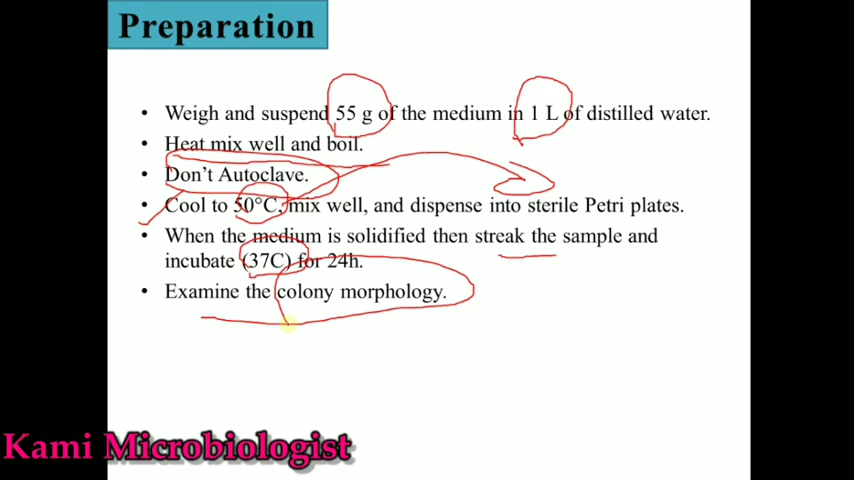 Preparation
• Weigh and suspend 55 g of the medium in 1 L of distilled water.
• Heat mix well and boil.
• Don't Autoclave.
• Cool to 50°C, mix well, and dispense into sterile Petri plates.
• When the medium is solidified then streak the sample and
incubate (37C) for 24h.
• Examine the colony morphology.
Kami Microbiologist